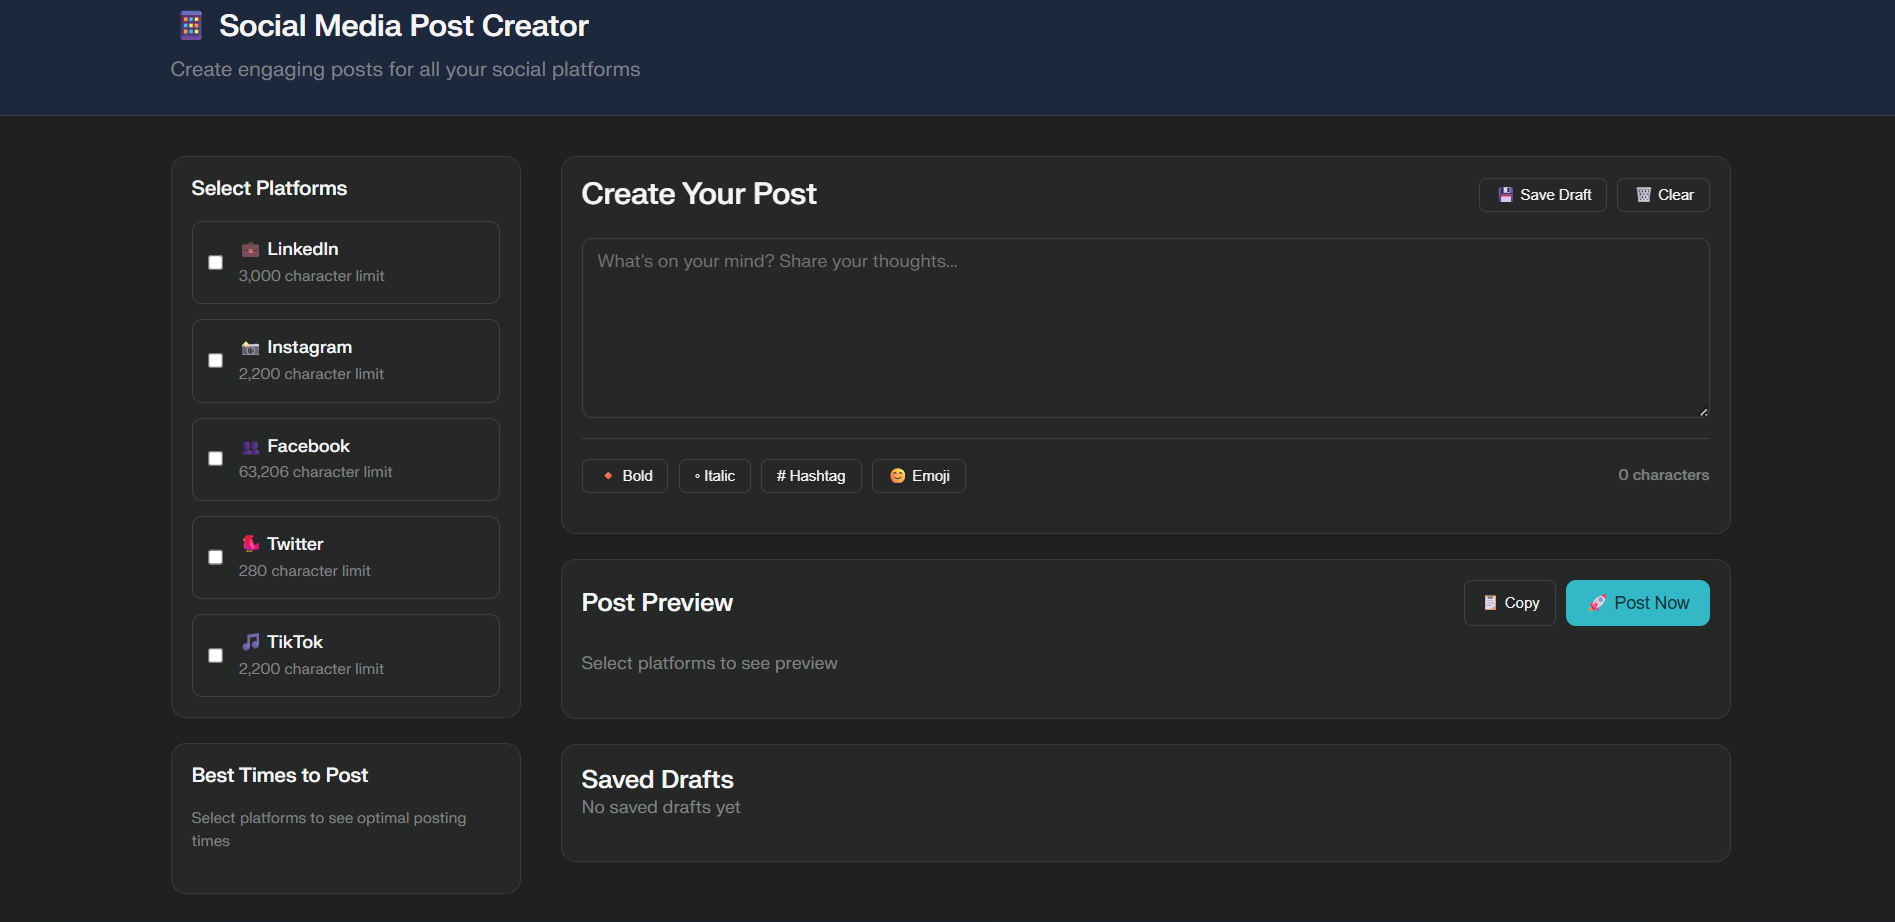 Social Media Post Creator
Create engaging posts for all your social platforms
Select Platforms
LinkedIn
3,000 character limit
Instagram
2,200 character limit
Facebook
63,206 character limit
Twitter
280 character limit
TikTok
2,200 character limit
Best Times to Post
Select platforms to see optimal posting
times
Create Your Post
Save Draft
Clear
What's on your mind? Share your thoughts...
Bold
Italic
# Hashtag
Emoji
0 characters
Post Preview
Copy
Post Now
Select platforms to see preview
Saved Drafts
No saved drafts yet